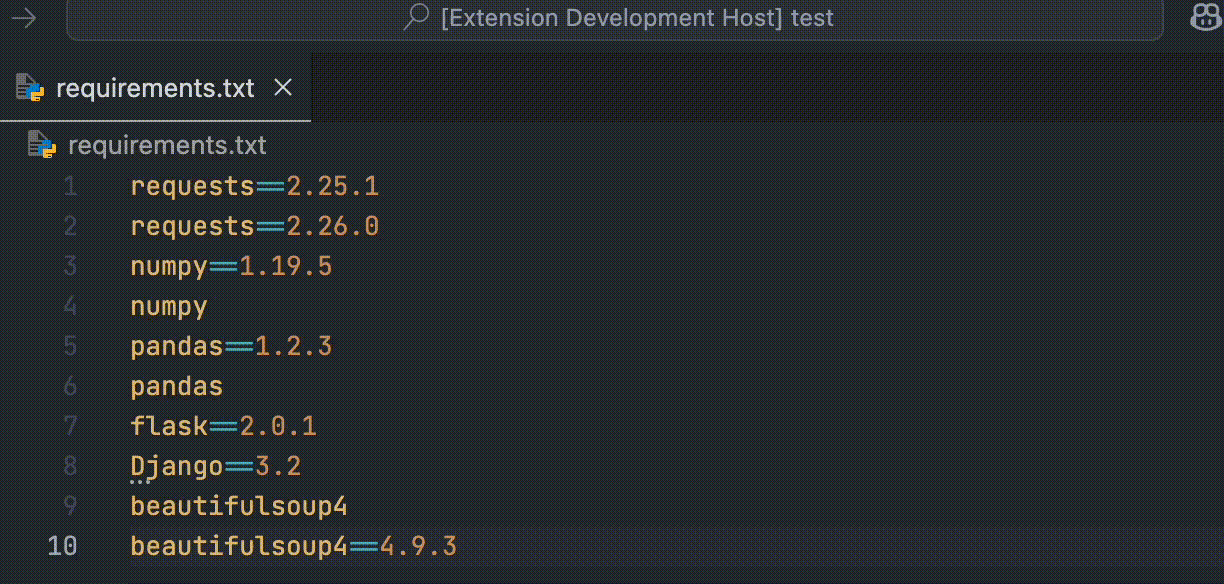 [Extension Development Host] test
requirements.txt
requirements.txt
1 requests==2.25.1
2 requests==2.26.0
3 numpy==1.19.5
4 numpy
5 pandas==1.2.3
6 pandas
7 flask==2.0.1
8 Django==3.2
9 beautifulsoup4
10 beautifulsoup4==4.9.3